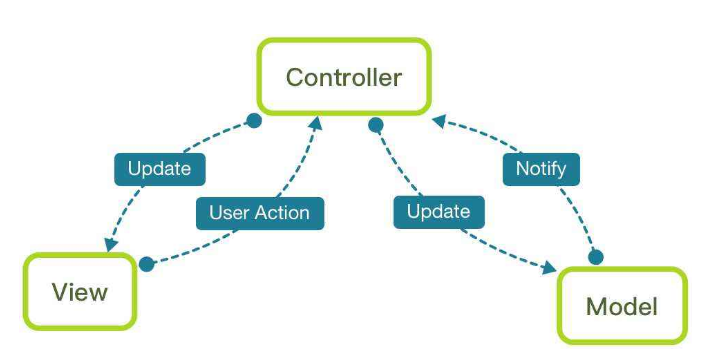 Controller
Update
Notify
User Action
Update
View
Model